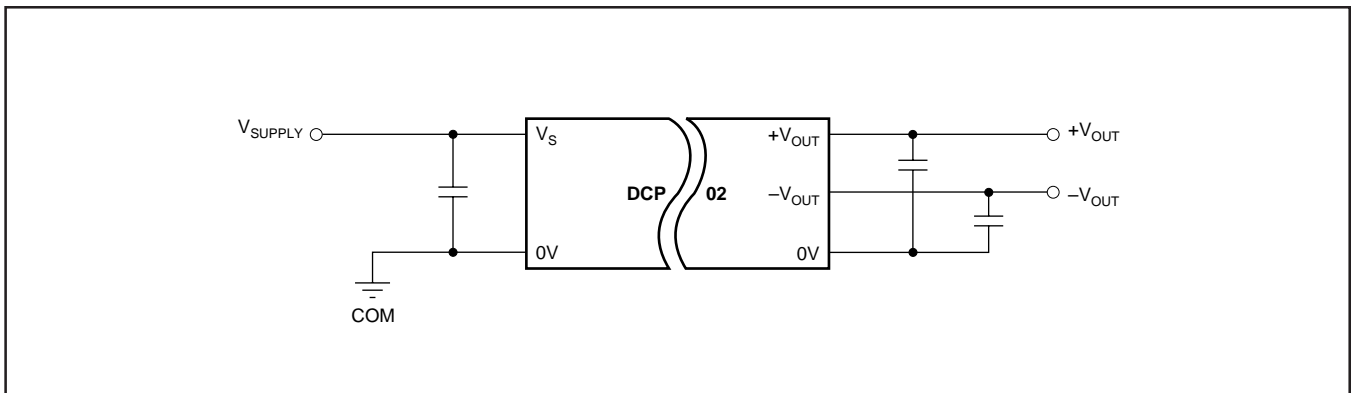 V_SUPPLY V_S +V_OUT +V_OUT
DCP 02 –V_OUT –V_OUT
0V 0V
COM